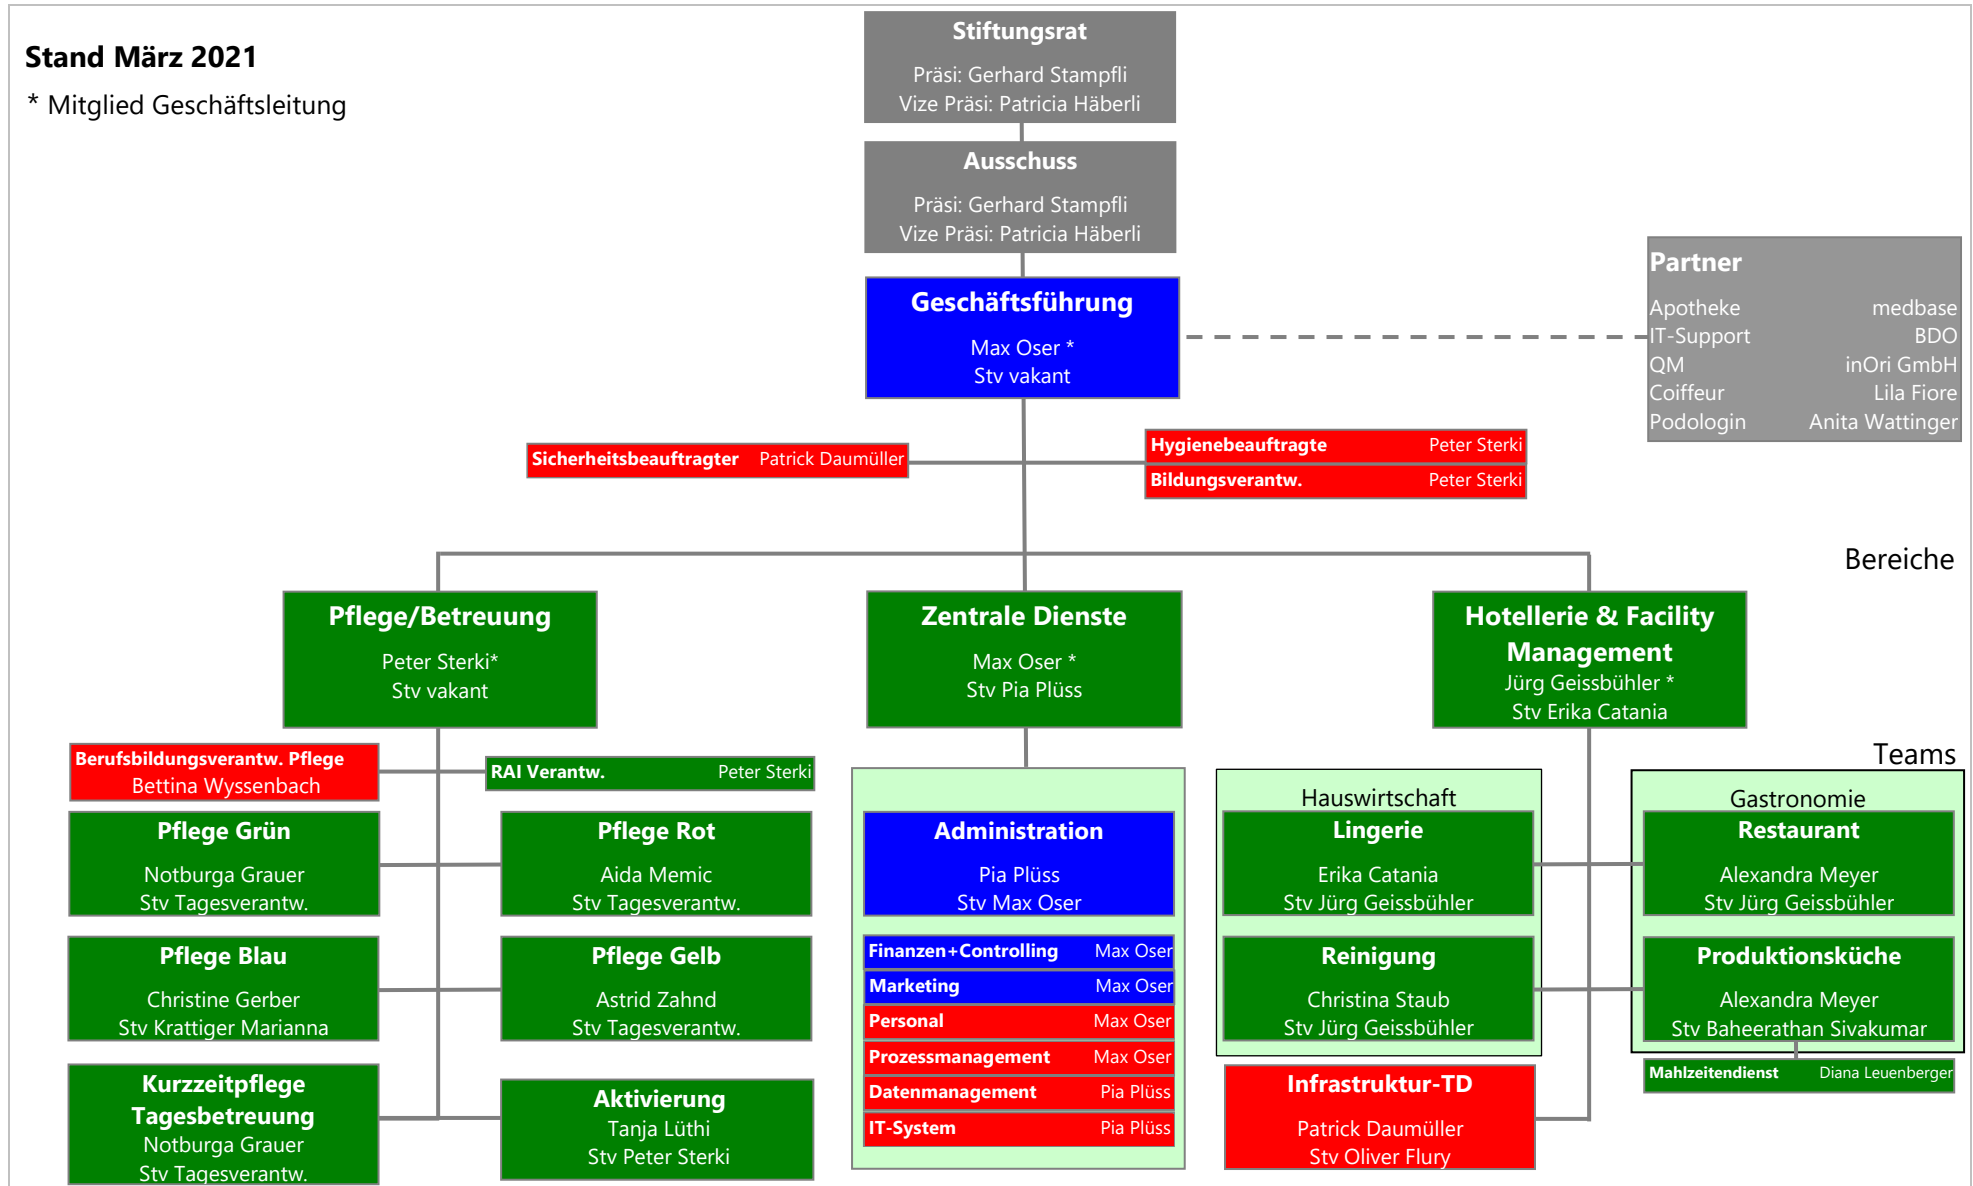 Stand März 2021
* Mitglied Geschäftsleitung
Stiftungsrat
Präsi: Gerhard Stampfli
Vize Präsi: Patricia Häberli
Ausschuss
Präsi: Gerhard Stampfli
Vize Präsi: Patricia Häberli
Geschäftsführung
Max Oser *
Stv vakant
Partner
Apotheke medbase
IT-Support BDO
QM inOri GmbH
Coiffeur Lila Fiore
Podologin Anita Wattinger
Sicherheitsbeauftragter Patrick Daumüller
Hygienebeauftragte Peter Sterki
Bildungsverantw. Peter Sterki
Bereiche
Pflege/Betreuung
Peter Sterki*
Stv vakant
Zentrale Dienste
Max Oser *
Stv Pia Plüss
Hotellerie & Facility
Management
Jürg Geissbühler *
Stv Erika Catania
Teams
Berufsbildungsverantw. Pflege
Bettina Wyssenbach
RAI Verantw. Peter Sterki
Pflege Grün
Notburga Grauer
Stv Tagesverantw.
Pflege Rot
Aida Memic
Stv Tagesverantw.
Pflege Blau
Christine Gerber
Stv Krattiger Marianna
Pflege Gelb
Astrid Zahnd
Stv Tagesverantw.
Kurzzeitpflege
Tagesbetreuung
Notburga Grauer
Stv Tagesverantw.
Aktivierung
Tanja Lüthi
Stv Peter Sterki
Administration
Pia Plüss
Stv Max Oser
Finanzen+Controlling Max Oser
Marketing Max Oser
Personal Max Oser
Prozessmanagement Max Oser
Datenmanagement Pia Plüss
IT-System Pia Plüss
Hauswirtschaft
Lingerie
Erika Catania
Stv Jürg Geissbühler
Reinigung
Christina Staub
Stv Jürg Geissbühler
Infrastruktur-TD
Patrick Daumüller
Stv Oliver Flury
Gastronomie
Restaurant
Alexandra Meyer
Stv Jürg Geissbühler
Produktionsküche
Alexandra Meyer
Stv Baheerathan Sivakumar
Mahlzeitendienst Diana Leuenberger